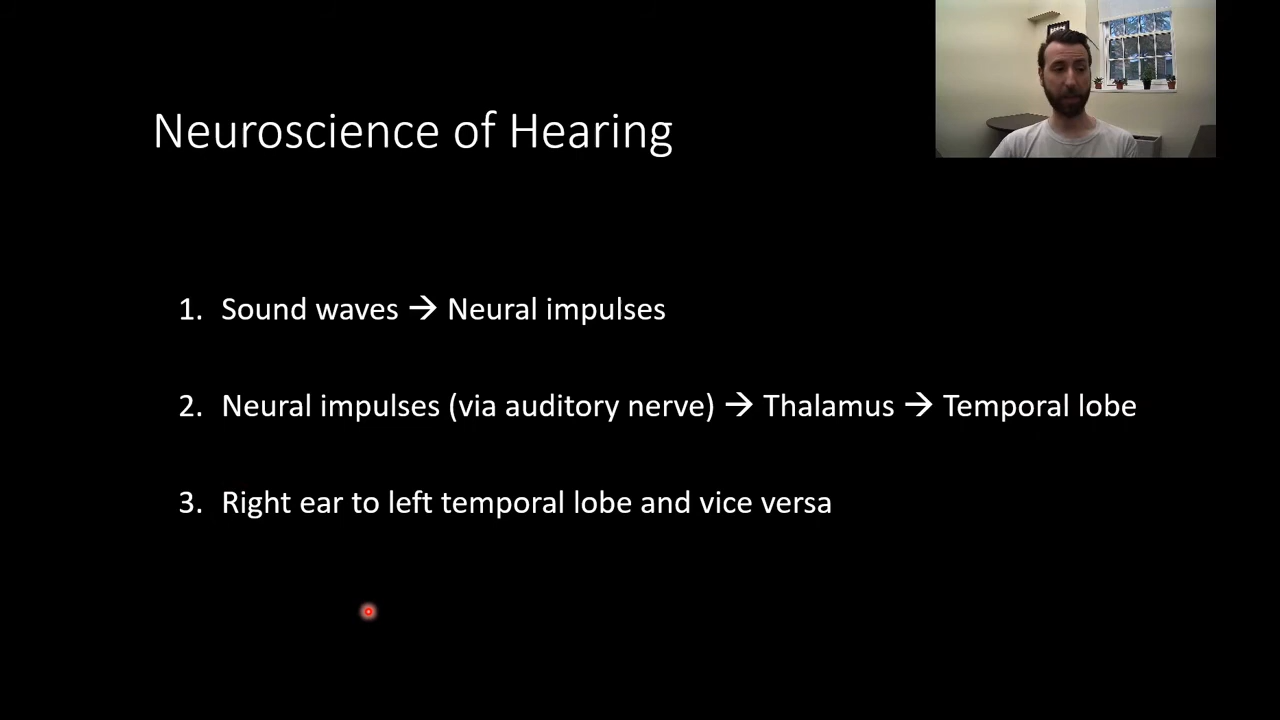 Neuroscience of Hearing
1. Sound waves → Neural impulses
2. Neural impulses (via auditory nerve) → Thalamus → Temporal lobe
3. Right ear to left temporal lobe and vice versa